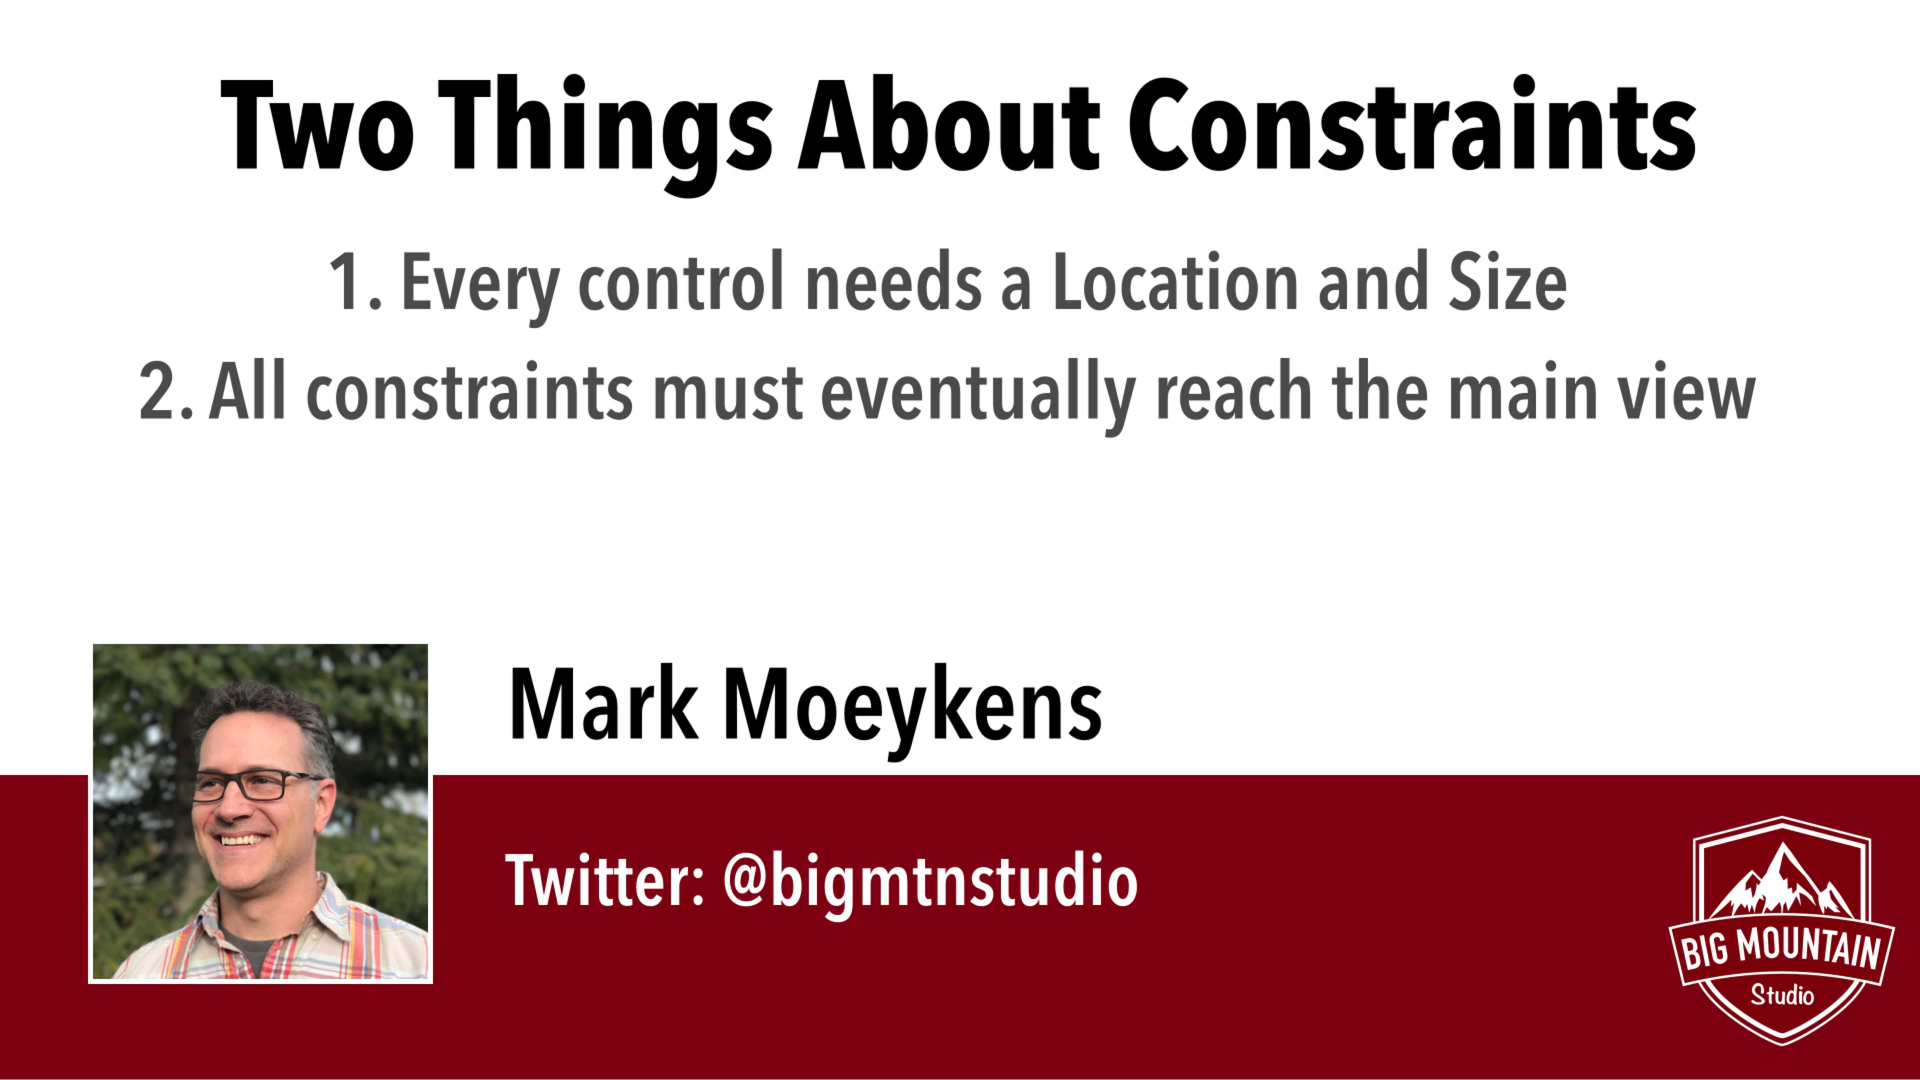 Two Things About Constraints
1. Every control needs a Location and Size
2. All constraints must eventually reach the main view
Mark Moeykens
Twitter: @bigmtnstudio
BIG MOUNTAIN
Studio